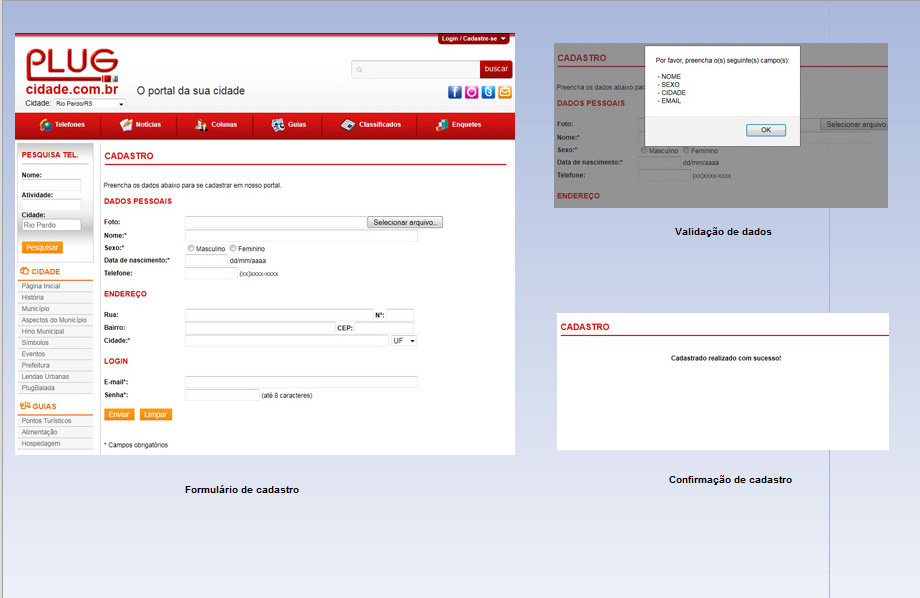 Login / Cadastre-se
PLUG
cidade.com.br
O portal da sua cidade
buscar
Cidade: Rio Pardo/RS
Telefones Notícias Colunas Guias Classificados Enquetes
PESQUISA TEL.
Nome:
Atividade:
Cidade:
Rio Pardo
Pesquisar
CIDADE
Página Inicial
História
Município
Aspectos do Município
Hino Municipal
Símbolos
Eventos
Prefeitura
Lendas Urbanas
PlugBalada
GUIAS
Pontos Turísticos
Alimentação
Hospedagem
CADASTRO
Preencha os dados abaixo para se cadastrar em nosso portal.
DADOS PESSOAIS
Foto: Selecionar arquivo..
Nome:*
Sexo:* Masculino Feminino
Data de nascimento:* dd/mm/aaaa
Telefone: (xx)xxxx-xxxx
ENDEREÇO
Rua: Nº:
Bairro: CEP:
Cidade:* UF
LOGIN
E-mail*:
Senha*: (até 8 caracteres)
Enviar Limpar
* Campos obrigatórios
Formulário de cadastro
CADASTRO
Preencha os dados abaixo par
DADOS PESSOAIS
Foto: Selecionar arquivo.
Nome:*
Sexo:* Masculino Feminino
Data de nascimento:* dd/mm/aaaa
Telefone: (xx)xxxx-xxxx
ENDEREÇO
Por favor, preencha o(s) seguinte(s) campo(s):
- NOME
- SEXO
- CIDADE
- EMAIL
OK
Validação de dados
CADASTRO
Cadastrado realizado com sucesso!
Confirmação de cadastro